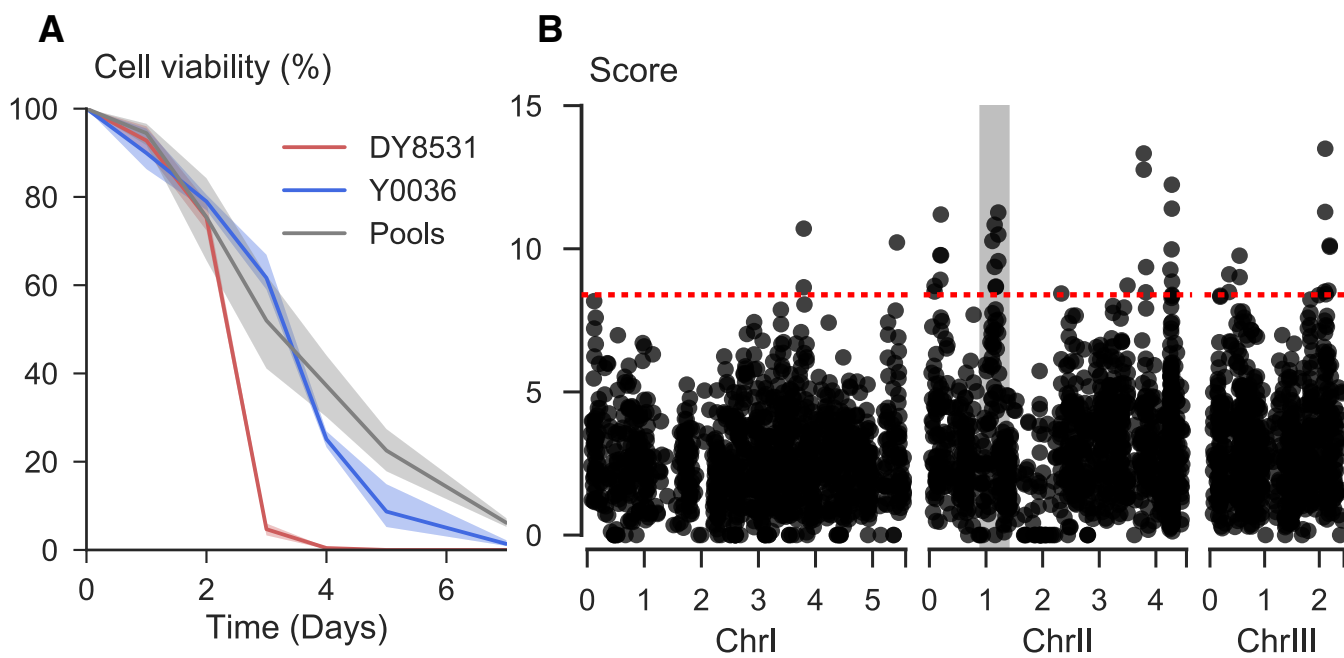 A
Cell viability (%)
100
80
60
40
20
0
DY8531
Y0036
Pools
0 2 4 6
Time (Days)
B
Score
15
10
5
0
0 1 2 3 4 5
ChrI
0 1 2 3 4
ChrII
0 1 2
ChrIII